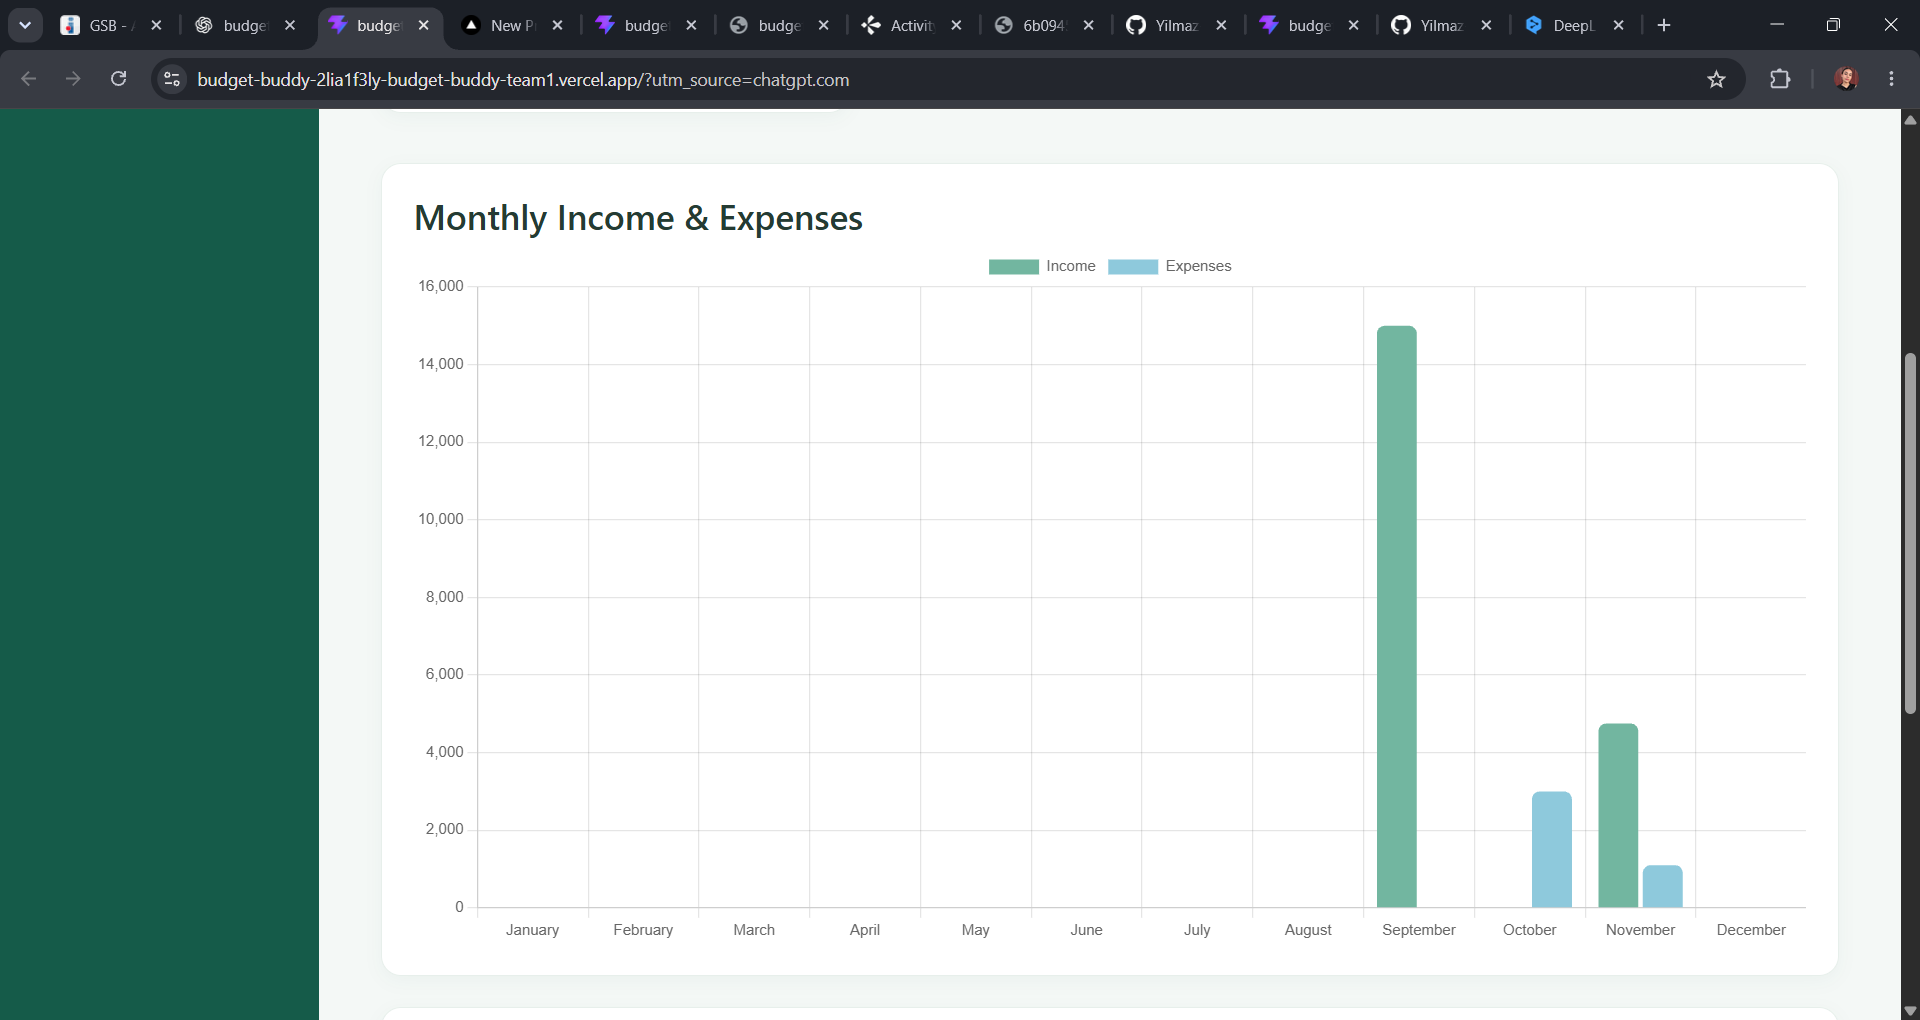 GSB - budge budge New P budge budge Activit 6b094 Yilmaz budge Yilmaz DeepL
budget-buddy-2lia1f3ly-budget-buddy-team1.vercel.app/?utm_source=chatgpt.com
Monthly Income & Expenses
Income Expenses
16,000
14,000
12,000
10,000
8,000
6,000
4,000
2,000
0
January February March April May June July August September October November December